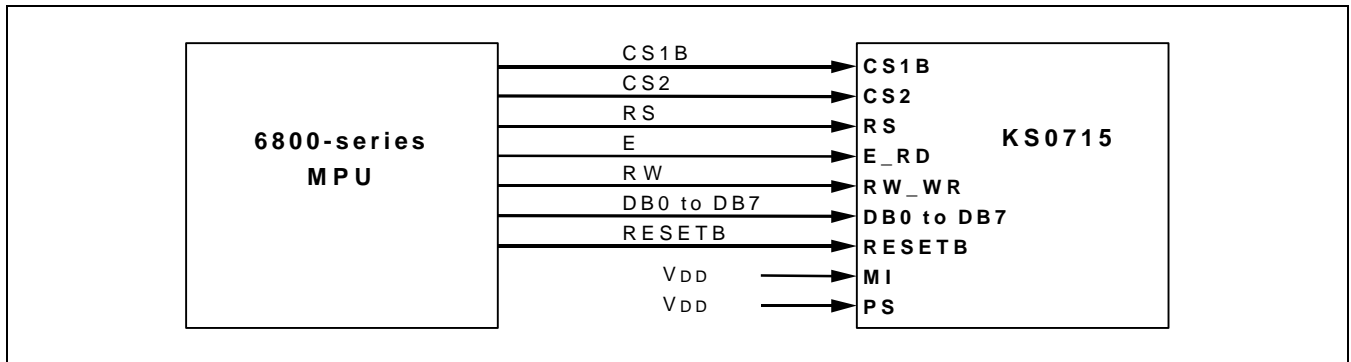 6800-series
MPU
CS1B
CS2
RS
E
RW
DB0 to DB7
RESETB
VDD
VDD
CS1B
CS2
RS
E_RD
RW_WR
DB0 to DB7
RESETB
MI
PS
KS0715